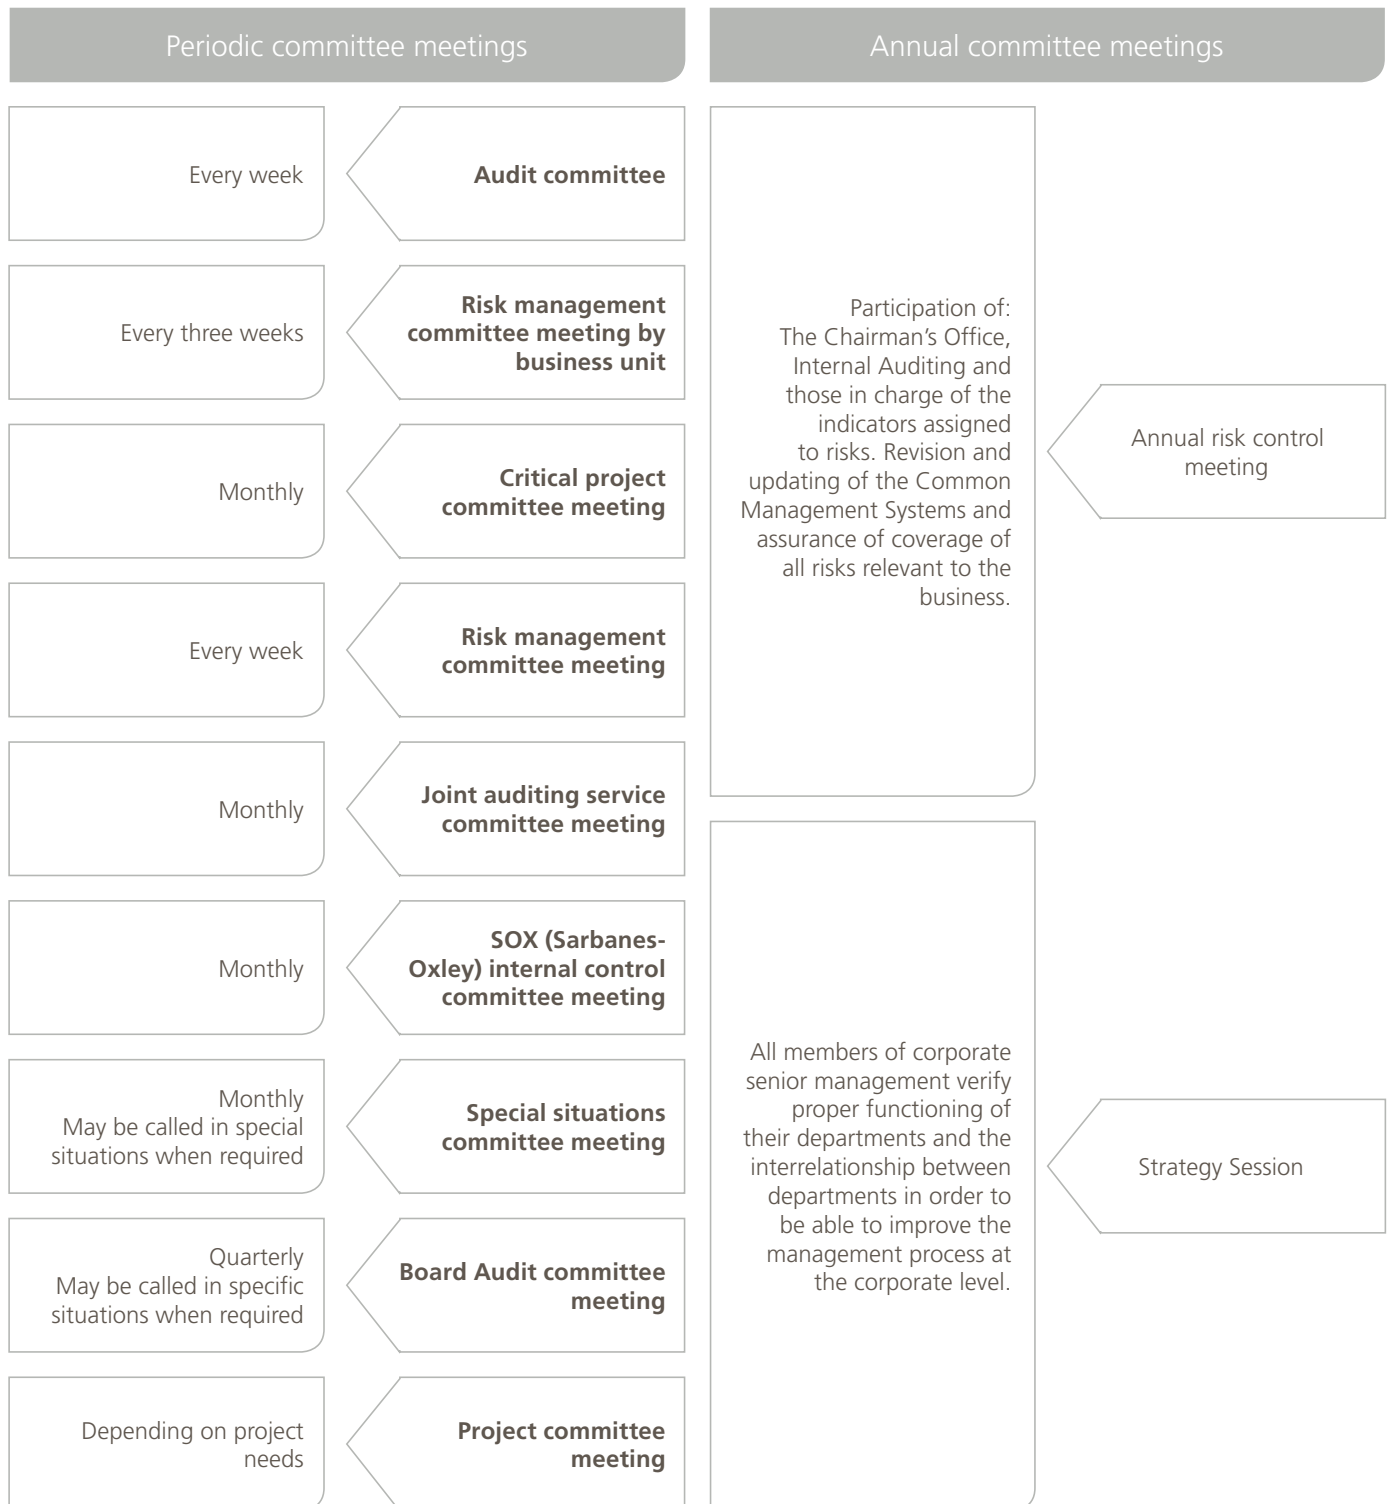 Periodic committee meetings
Every week
Audit committee
Every three weeks
Risk management
committee meeting by
business unit
Monthly
Critical project
committee meeting
Every week
Risk management
committee meeting
Monthly
Joint auditing service
committee meeting
Monthly
SOX (Sarbanes-
Oxley) internal control
committee meeting
Monthly
May be called in special
situations when required
Special situations
committee meeting
Quarterly
May be called in specific
situations when required
Board Audit committee
meeting
Depending on project
needs
Project committee
meeting
Annual committee meetings
Participation of:
The Chairman’s Office,
Internal Auditing and
those in charge of the
indicators assigned
to risks. Revision and
updating of the Common
Management Systems and
assurance of coverage of
all risks relevant to the
business.
Annual risk control
meeting
All members of corporate
senior management verify
proper functioning of
their departments and the
interrelationship between
departments in order to
be able to improve the
management process at
the corporate level.
Strategy Session